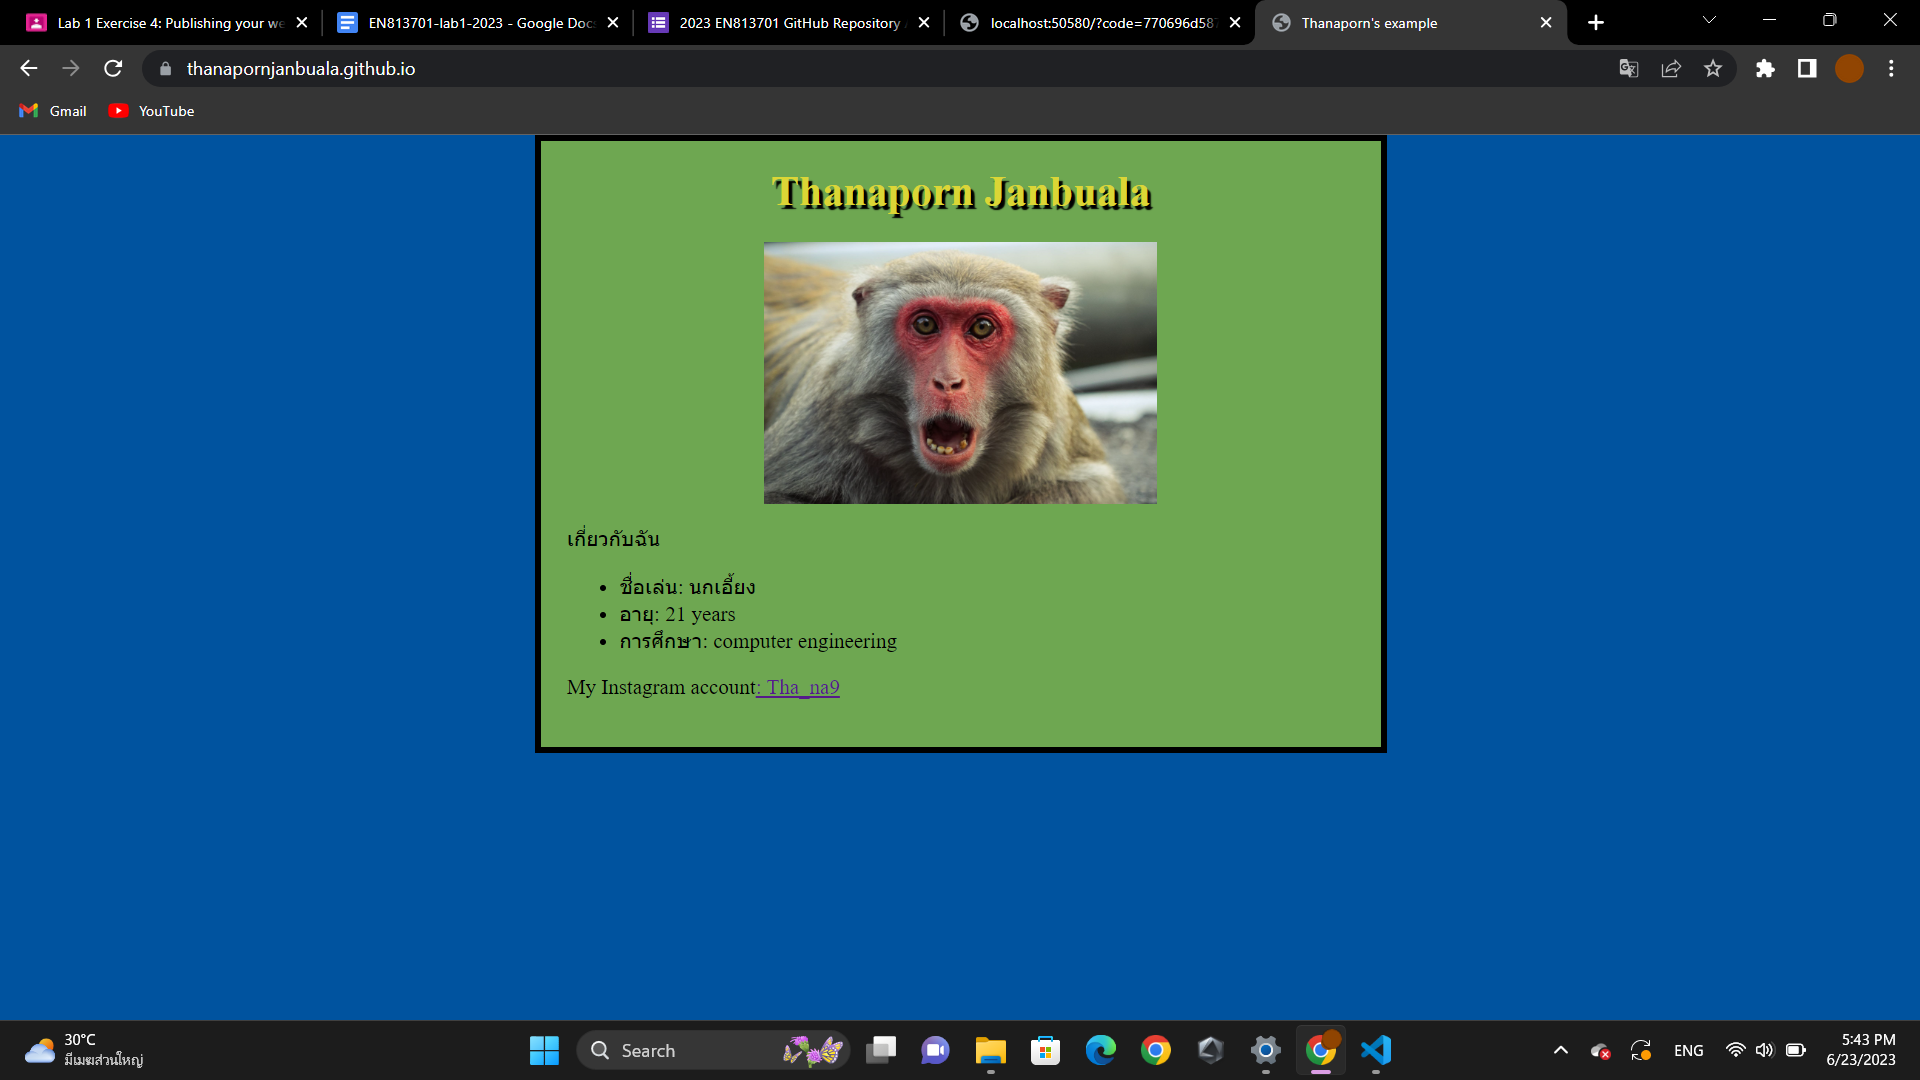 Lab 1 Exercise 4: Publishing your we
EN813701-lab1-2023 - Google Docs
2023 EN813701 GitHub Repository A
localhost:50580/?code=770696d587
Thanaporn's example
thanapornjanbuala.github.io
Gmail
YouTube
Thanaporn Janbuala
เกี่ยวกับฉัน
• ชื่อเล่น: นกเอี้ยง
• อายุ: 21 years
• การศึกษา: computer engineering
My Instagram account: Tha_na9
30°C
มีเมฆส่วนใหญ่
Search
ENG
5:43 PM
6/23/2023